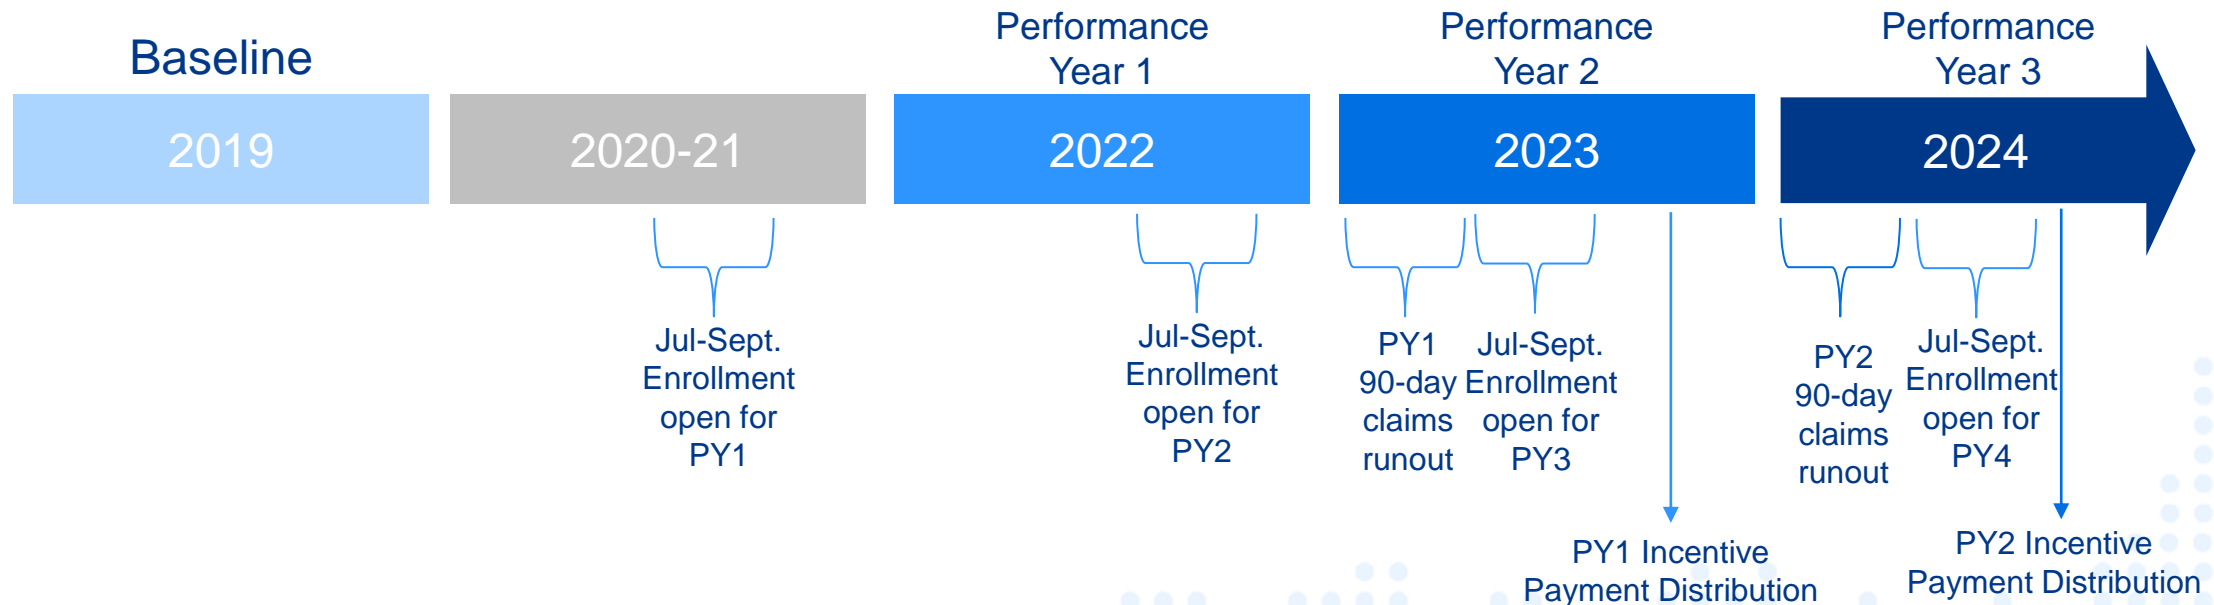 Baseline
Performance
Year 1
Performance
Year 2
Performance
Year 3
2019
2020-21
2022
2023
2024
Jul-Sept.
Enrollment
open for
PY1
Jul-Sept.
Enrollment
open for
PY2
PY1
90-day
claims
runout
Jul-Sept.
Enrollment
open for
PY3
PY1 Incentive
Payment Distribution
PY2
90-day
claims
runout
Jul-Sept.
Enrollment
open for
PY4
PY2 Incentive
Payment Distribution